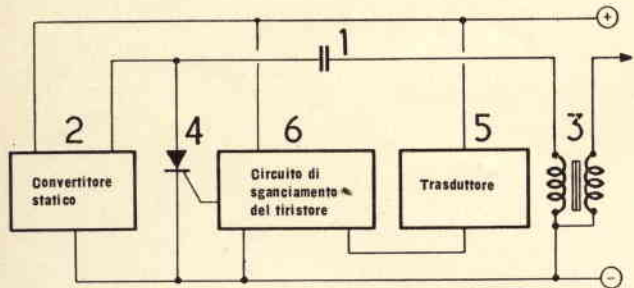 +
1
2
4
6
5
3
Convertitore
statico
Circuito di
sganciamento
del tiristore
Trasduttore
−